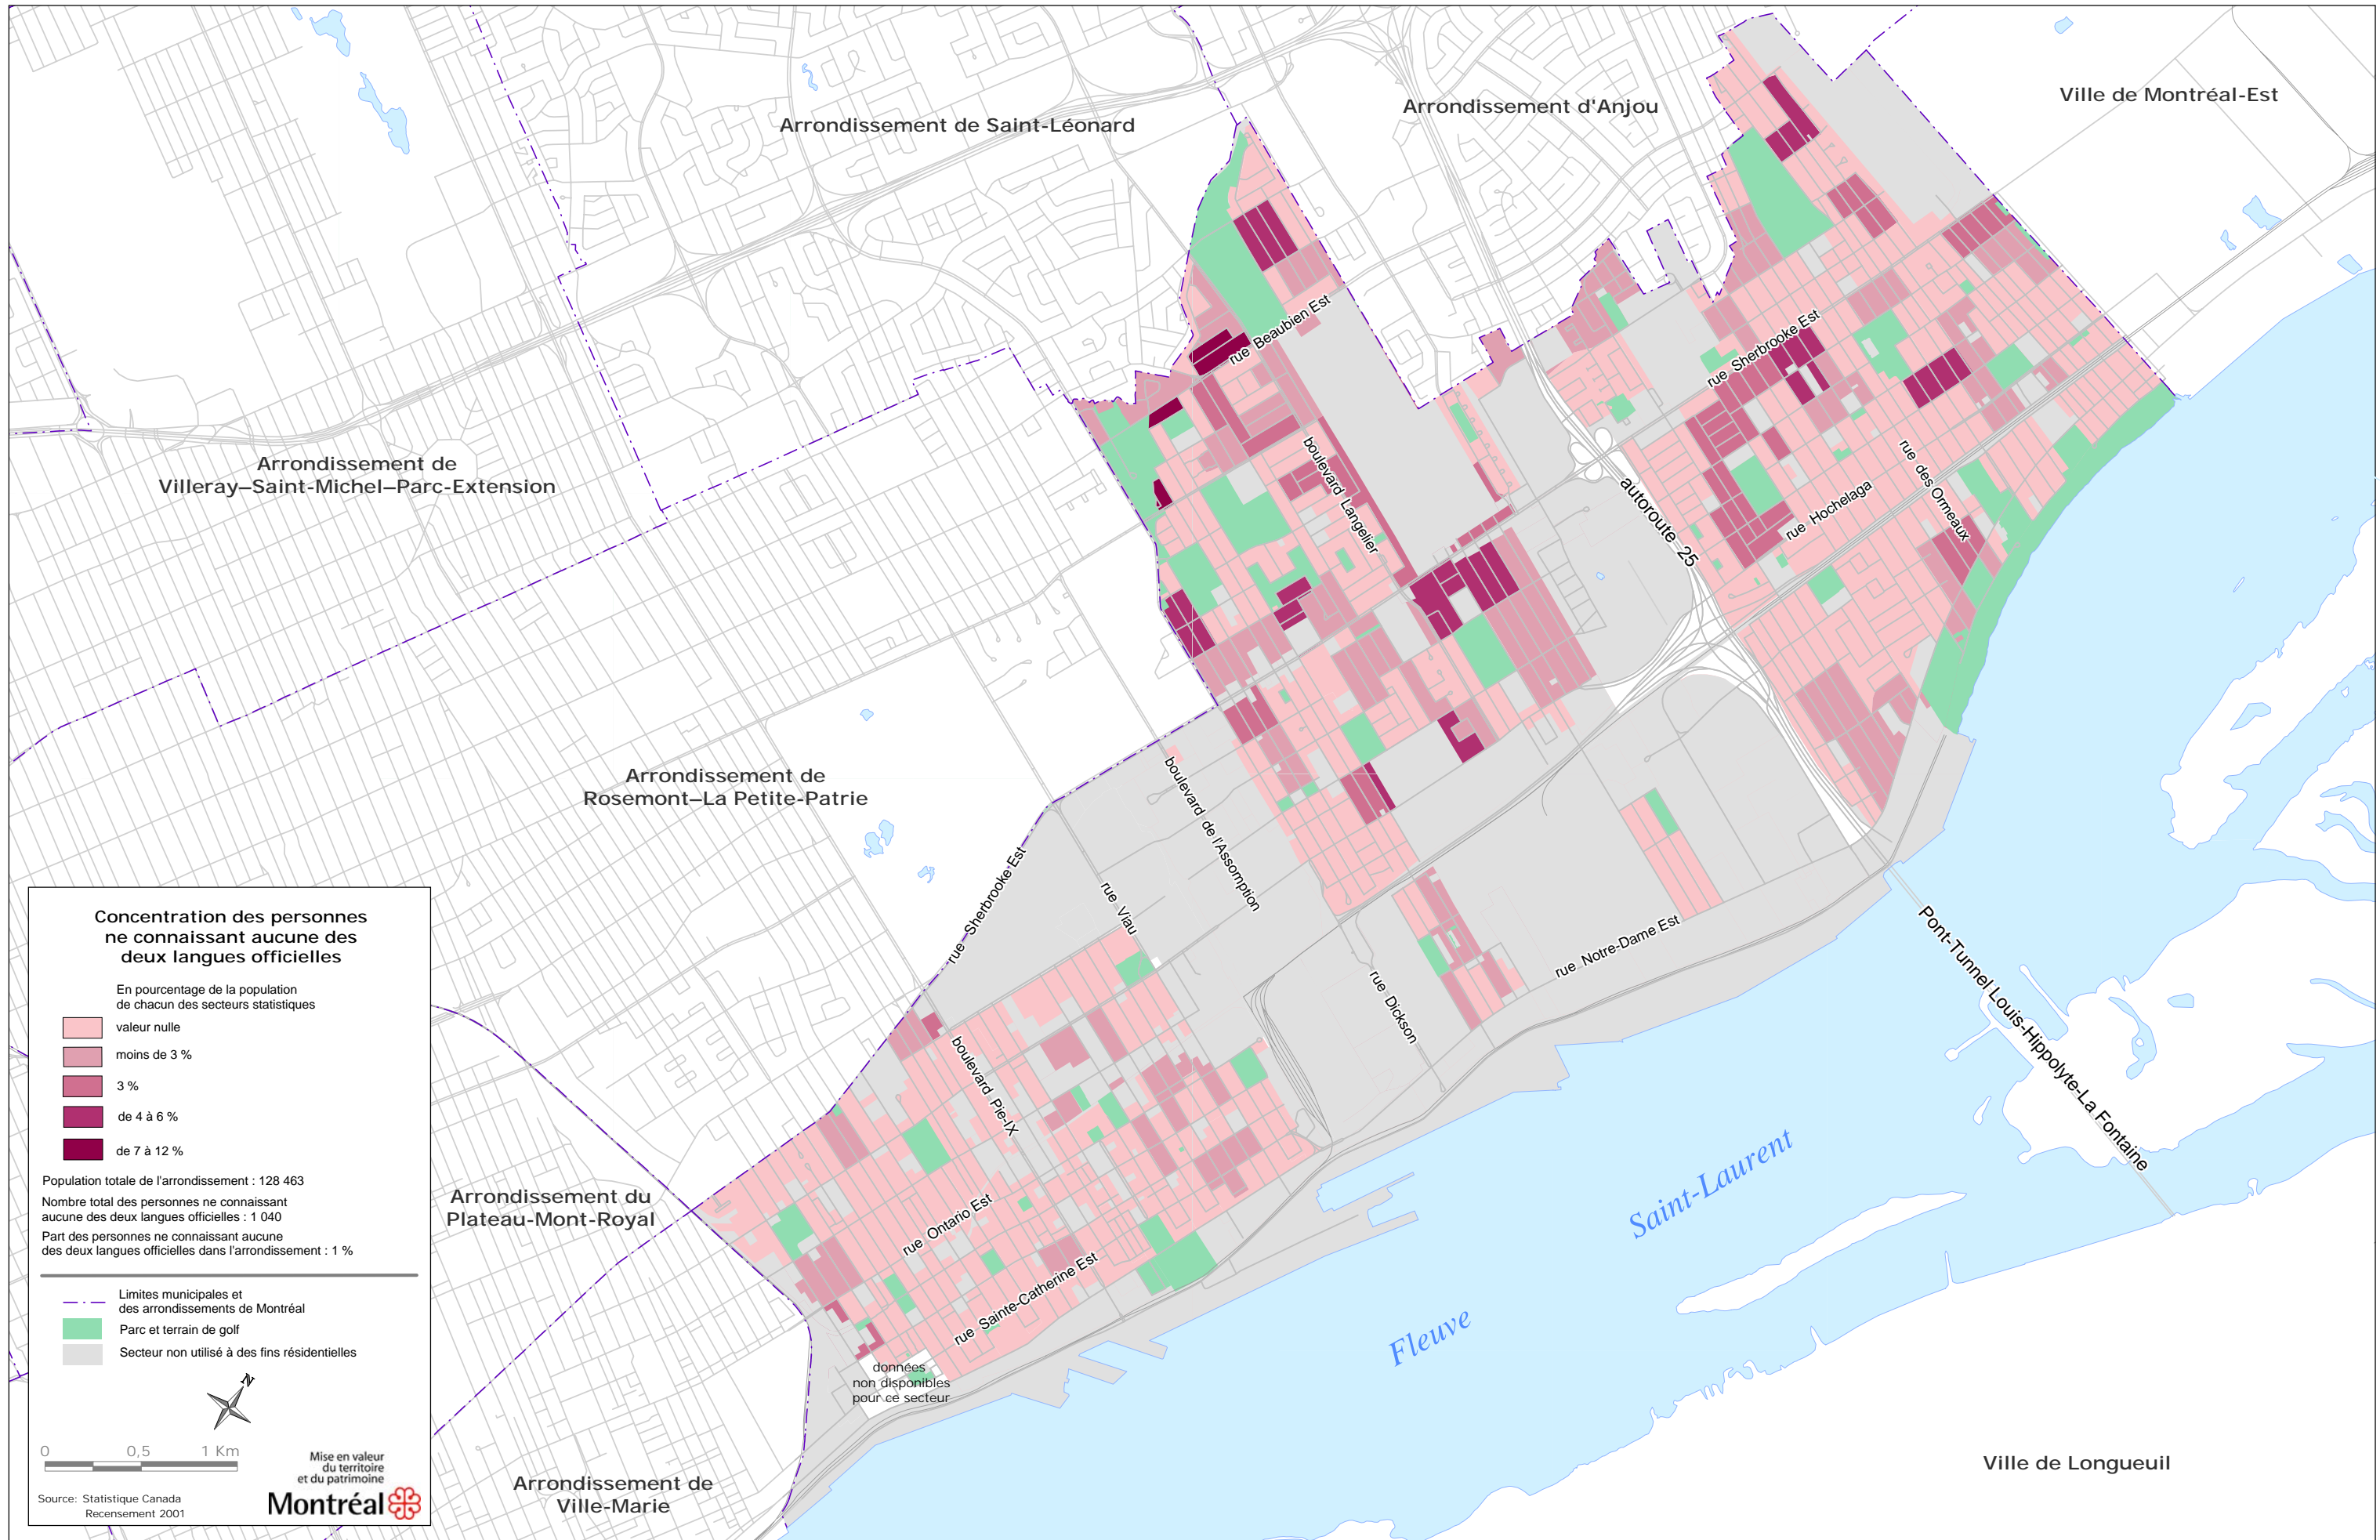 Arrondissement de Saint-Léonard
Arrondissement d'Anjou
Ville de Montréal-Est
Arrondissement de
Villeray–Saint-Michel–Parc-Extension
rue Beaubien Est
rue Sherbrooke Est
boulevard Langelier
autoroute 25
rue Hochelaga
rue des Ormeaux
Arrondissement de
Rosemont–La Petite-Patrie
boulevard de l'Assomption
rue Sherbrooke Est
rue Viau
rue Notre-Dame Est
rue Dickson
Pont-Tunnel Louis-Hippolyte-La Fontaine
boulevard Pie-IX
Arrondissement du
Plateau-Mont-Royal
rue Ontario Est
rue Sainte-Catherine Est
Fleuve
Saint-Laurent
données
non disponibles
pour ce secteur
Arrondissement de
Ville-Marie
Ville de Longueuil
Concentration des personnes
ne connaissant aucune des
deux langues officielles
En pourcentage de la population
de chacun des secteurs statistiques
valeur nulle
moins de 3 %
3 %
de 4 à 6 %
de 7 à 12 %
Population totale de l'arrondissement : 128 463
Nombre total des personnes ne connaissant
aucune des deux langues officielles : 1 040
Part des personnes ne connaissant aucune
des deux langues officielles dans l'arrondissement : 1 %
Limites municipales et
des arrondissements de Montréal
Parc et terrain de golf
Secteur non utilisé à des fins résidentielles
N
0 0,5 1 Km
Mise en valeur
du territoire
et du patrimoine
Montréal
Source: Statistique Canada
Recensement 2001